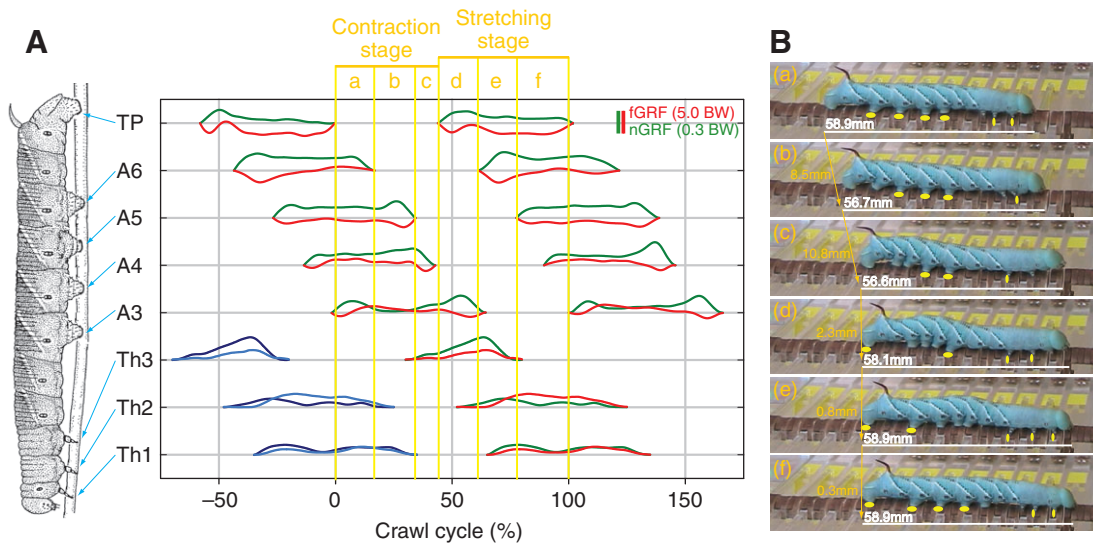 A
Contraction stage
Stretching stage
a b c d e f
fGRF (5.0 BW)
nGRF (0.3 BW)
TP
A6
A5
A4
A3
Th3
Th2
Th1
−50 0 50 100 150
Crawl cycle (%)
B
(a)
58.9mm
(b)
8.5mm
56.7mm
(c)
10.8mm
56.6mm
(d)
2.3mm
58.1mm
(e)
0.8mm
58.9mm
(f)
0.3mm
58.9mm